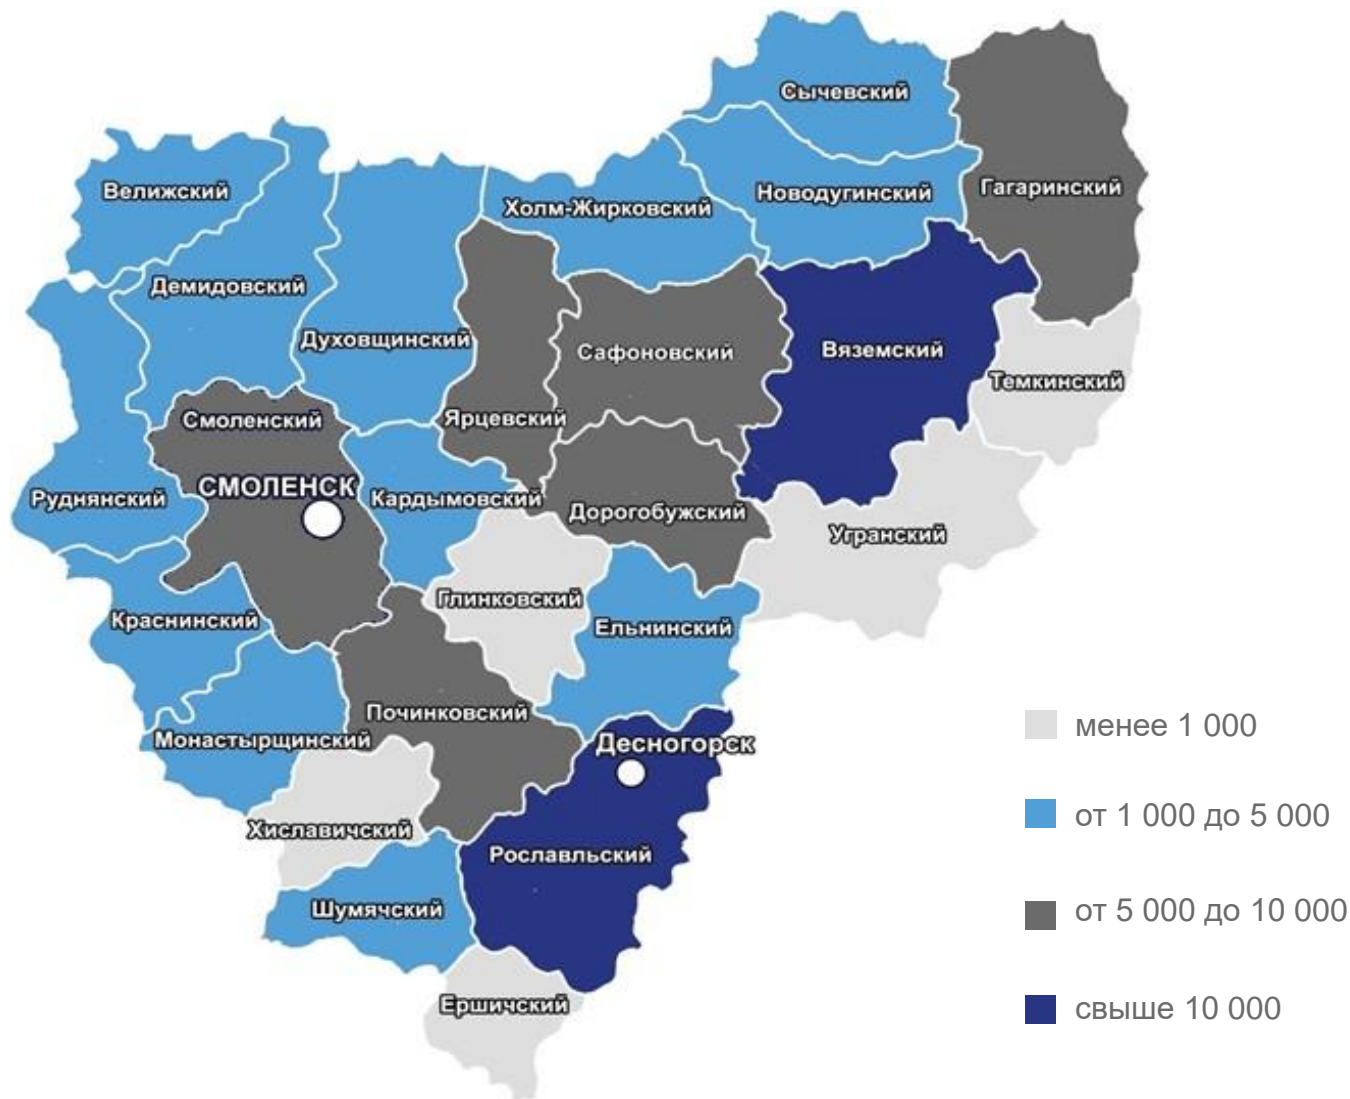 Сычевский
Велижский
Новодугинский
Гагаринский
Холм-Жирковский
Демидовский
Духовщинский
Сафоновский
Вяземский
Темкинский
Смоленский
Ярцевский
СМОЛЕНСК
Руднянский
Кардымовский
Дорогобужский
Угранский
Глинковский
Краснинский
Ельнинский
Починковский
Монастырщинский
Десногорск
Хиславичский
Рославльский
Шумячский
Ершичский
менее 1 000
от 1 000 до 5 000
от 5 000 до 10 000
свыше 10 000